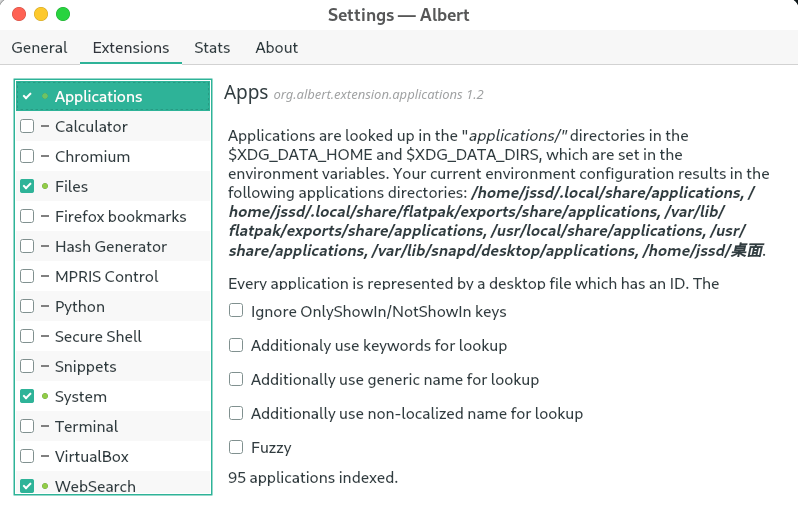 Settings — Albert
General Extensions Stats About
Applications
Calculator
Chromium
Files
Firefox bookmarks
Hash Generator
MPRIS Control
Python
Secure Shell
Snippets
System
Terminal
VirtualBox
WebSearch
Apps org.albert.extension.applications 1.2
Applications are looked up in the "applications/" directories in the
$XDG_DATA_HOME and $XDG_DATA_DIRS, which are set in the
environment variables. Your current environment configuration results in the
following applications directories: /home/jssd/.local/share/applications, /
home/jssd/.local/share/flatpak/exports/share/applications, /var/lib/
flatpak/exports/share/applications, /usr/local/share/applications, /usr/
share/applications, /var/lib/snapd/desktop/applications, /home/jssd/桌面.
Every application is represented by a desktop file which has an ID. The
Ignore OnlyShowIn/NotShowIn keys
Additionaly use keywords for lookup
Additionally use generic name for lookup
Additionally use non-localized name for lookup
Fuzzy
95 applications indexed.